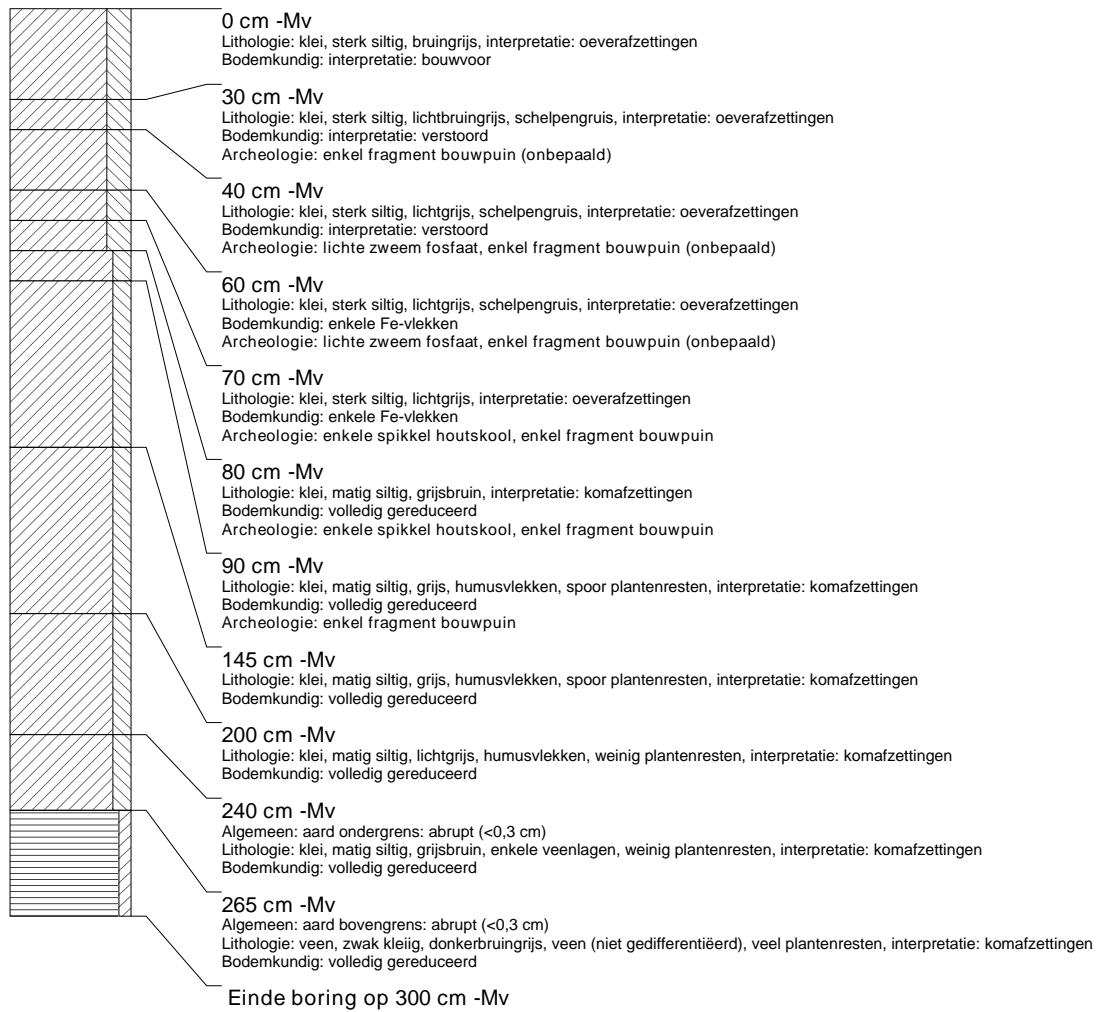 0 cm -Mv
Lithologie: klei, sterk siltig, bruingrijs, interpretatie: oeverafzettingen
Bodemkundig: interpretatie: bouwvoor
30 cm -Mv
Lithologie: klei, sterk siltig, lichtbruingrijs, schelpengruis, interpretatie: oeverafzettingen
Bodemkundig: interpretatie: verstoord
Archeologie: enkel fragment bouwpuin (onbepaald)
40 cm -Mv
Lithologie: klei, sterk siltig, lichtgrijs, schelpengruis, interpretatie: oeverafzettingen
Bodemkundig: interpretatie: verstoord
Archeologie: lichte zweem fosfaat, enkel fragment bouwpuin (onbepaald)
60 cm -Mv
Lithologie: klei, sterk siltig, lichtgrijs, schelpengruis, interpretatie: oeverafzettingen
Bodemkundig: enkele Fe-vlekken
Archeologie: lichte zweem fosfaat, enkel fragment bouwpuin (onbepaald)
70 cm -Mv
Lithologie: klei, sterk siltig, lichtgrijs, interpretatie: oeverafzettingen
Bodemkundig: enkele Fe-vlekken
Archeologie: enkele spikkel houtskool, enkel fragment bouwpuin
80 cm -Mv
Lithologie: klei, matig siltig, grijsbruin, interpretatie: komafzettingen
Bodemkundig: volledig gereduceerd
Archeologie: enkele spikkel houtskool, enkel fragment bouwpuin
90 cm -Mv
Lithologie: klei, matig siltig, grijs, humusvlekken, spoor plantenresten, interpretatie: komafzettingen
Bodemkundig: volledig gereduceerd
Archeologie: enkel fragment bouwpuin
145 cm -Mv
Lithologie: klei, matig siltig, grijs, humusvlekken, spoor plantenresten, interpretatie: komafzettingen
Bodemkundig: volledig gereduceerd
200 cm -Mv
Lithologie: klei, matig siltig, lichtgrijs, humusvlekken, weinig plantenresten, interpretatie: komafzettingen
Bodemkundig: volledig gereduceerd
240 cm -Mv
Algemeen: aard ondergrens: abrupt (<0,3 cm)
Lithologie: klei, matig siltig, grijsbruin, enkele veenlagen, weinig plantenresten, interpretatie: komafzettingen
Bodemkundig: volledig gereduceerd
265 cm -Mv
Algemeen: aard bovengrens: abrupt (<0,3 cm)
Lithologie: veen, zwak kleiig, donkerbruingrijs, veen (niet gedifferentiëerd), veel plantenresten, interpretatie: komafzettingen
Bodemkundig: volledig gereduceerd
Einde boring op 300 cm -Mv